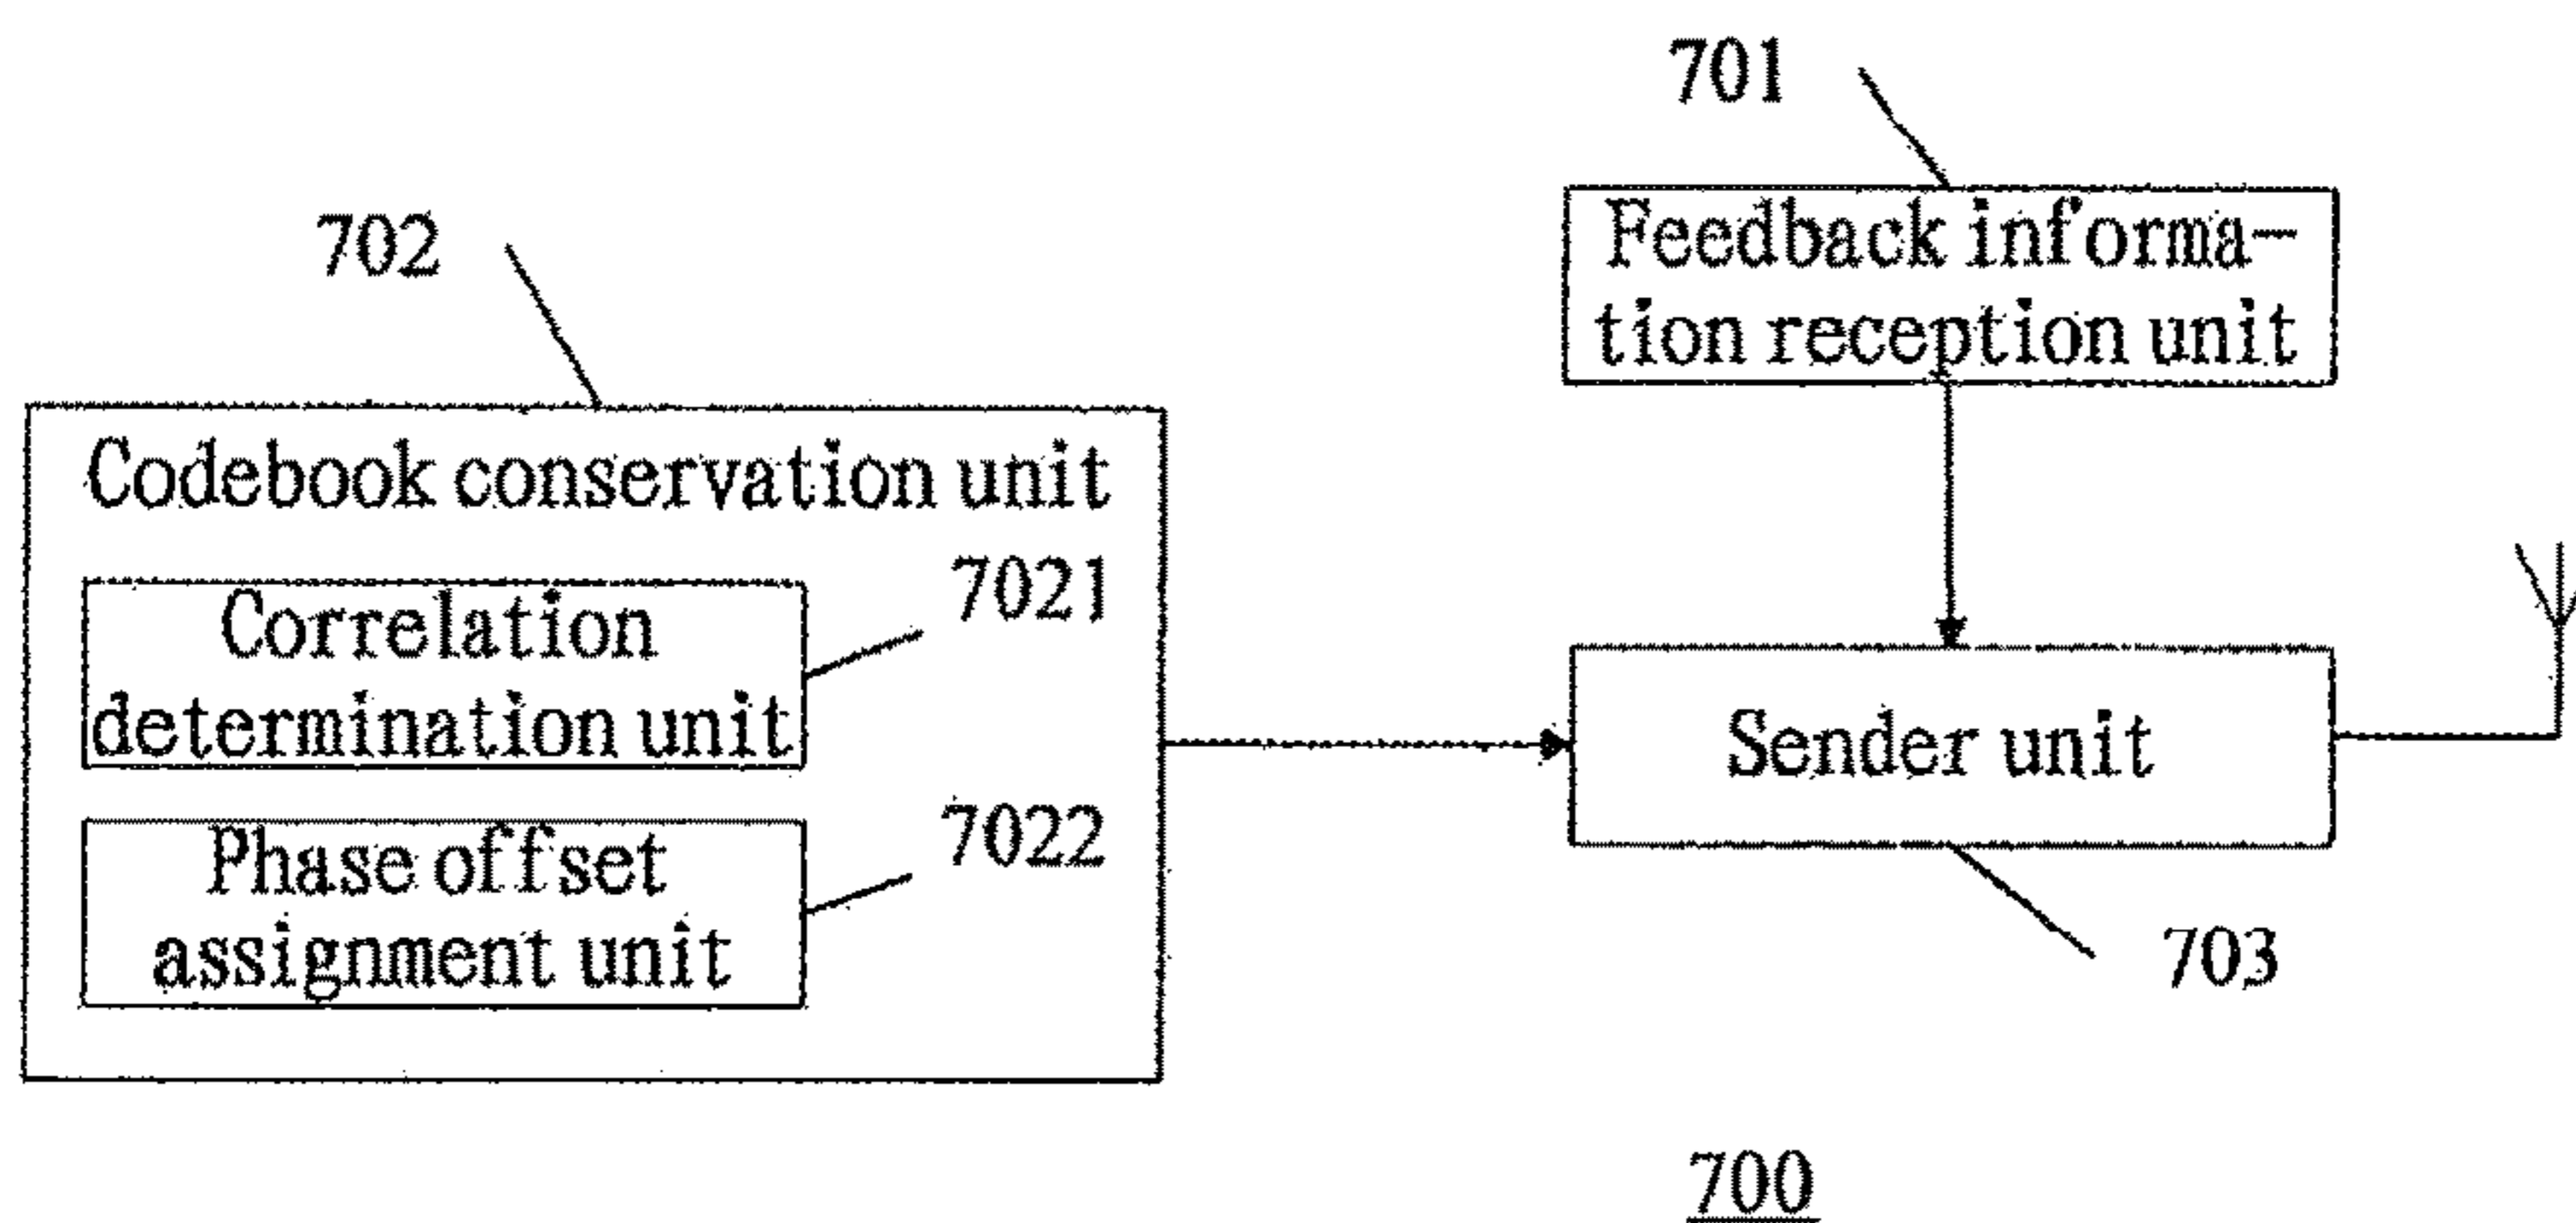 701
Feedback informa-
tion reception unit
702
Codebook conservation unit
7021
Correlation
determination unit
7022
Phase offset
assignment unit
Sender unit
703
700